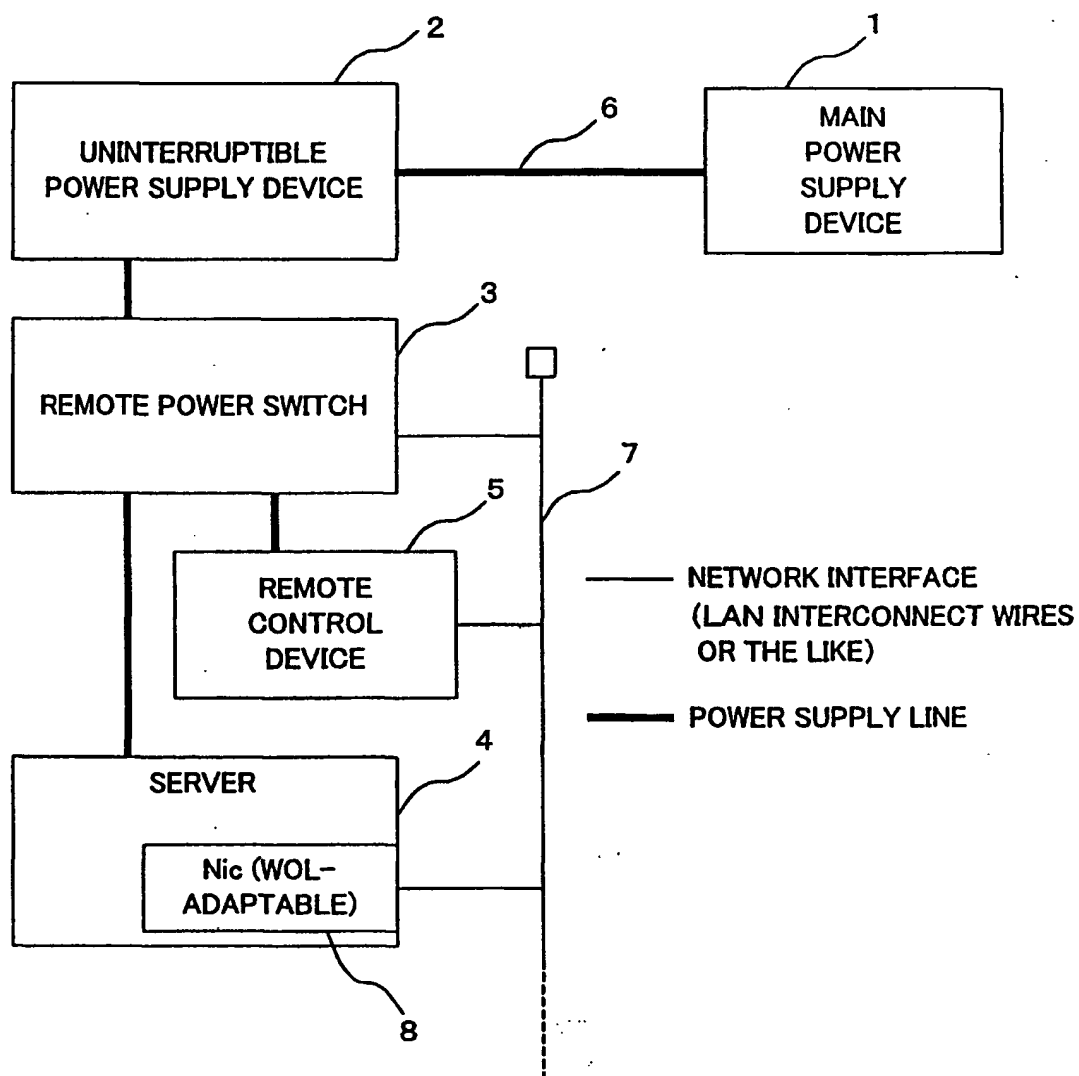 2
1
UNINTERRUPTIBLE
POWER SUPPLY DEVICE
6
MAIN
POWER
SUPPLY
DEVICE
3
REMOTE POWER SWITCH
7
5
REMOTE
CONTROL
DEVICE
NETWORK INTERFACE
(LAN INTERCONNECT WIRES
OR THE LIKE)
POWER SUPPLY LINE
4
SERVER
Nic (WOL-
ADAPTABLE)
8